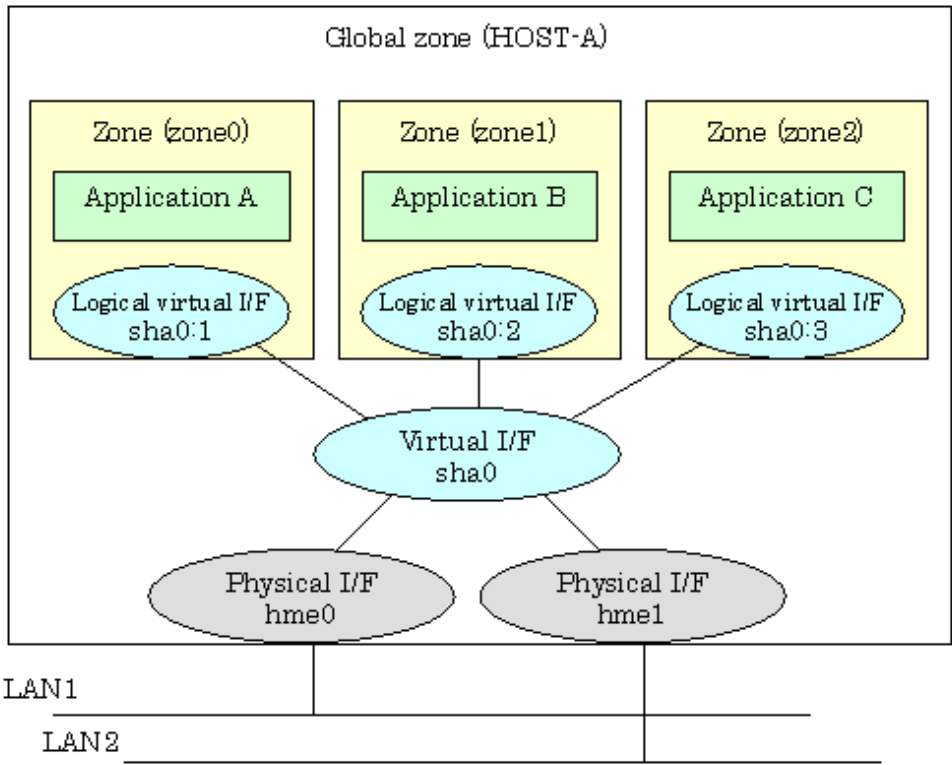 Global zone (HOST-A)
Zone (zone0)
Application A
Logical virtual I/F
sha0:1
Zone (zone1)
Application B
Logical virtual I/F
sha0:2
Zone (zone2)
Application C
Logical virtual I/F
sha0:3
Virtual I/F
sha0
Physical I/F
hme0
Physical I/F
hme1
LAN1
LAN2